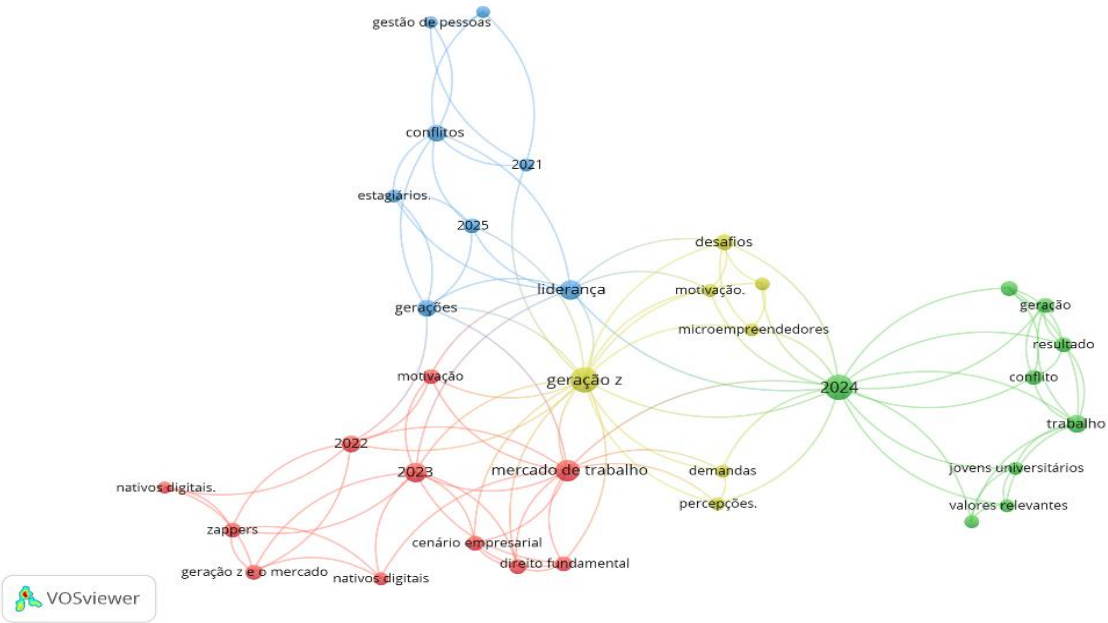 gestão de pessoas
conflitos
2021
estagiários.
2025
desafios
liderança
motivação.
geração
gerações
microempreendedores
resultado
motivação
geração z
conflito
2024
trabalho
2022
2023
mercado de trabalho
demandas
jovens universitários
nativos digitais.
percepções.
valores relevantes
zappers
cenário empresarial
direito fundamental
geração z e o mercado
nativos digitais
VOSviewer